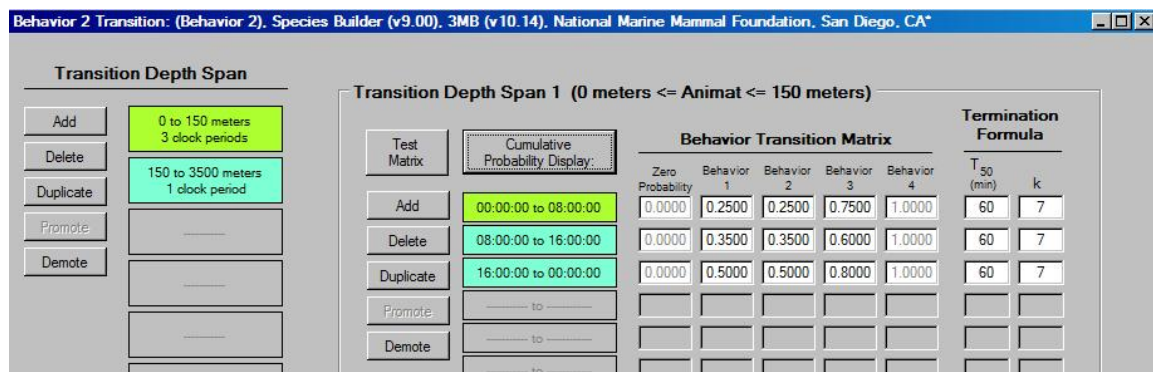 Behavior 2 Transition: (Behavior 2), Species Builder (v9.00), 3MB (v10.14), National Marine Mammal Foundation, San Diego, CA*
Transition Depth Span
Add
Delete
Duplicate
Promote
Demote
0 to 150 meters
3 clock periods
150 to 3500 meters
1 clock period
----------
----------
----------
Transition Depth Span 1 (0 meters <= Animat <= 150 meters)
Test
Matrix
Cumulative
Probability Display:
Behavior Transition Matrix
Termination
Formula
Zero
Probability
Behavior
1
Behavior
2
Behavior
3
Behavior
4
T50
(min)
k
Add
00:00:00 to 08:00:00 0.0000 0.2500 0.2500 0.7500 1.0000 60 7
Delete
08:00:00 to 16:00:00 0.0000 0.3500 0.3500 0.6000 1.0000 60 7
Duplicate
16:00:00 to 00:00:00 0.0000 0.5000 0.5000 0.8000 1.0000 60 7
Promote
---------- to ----------
Demote
---------- to ----------
---------- to ----------